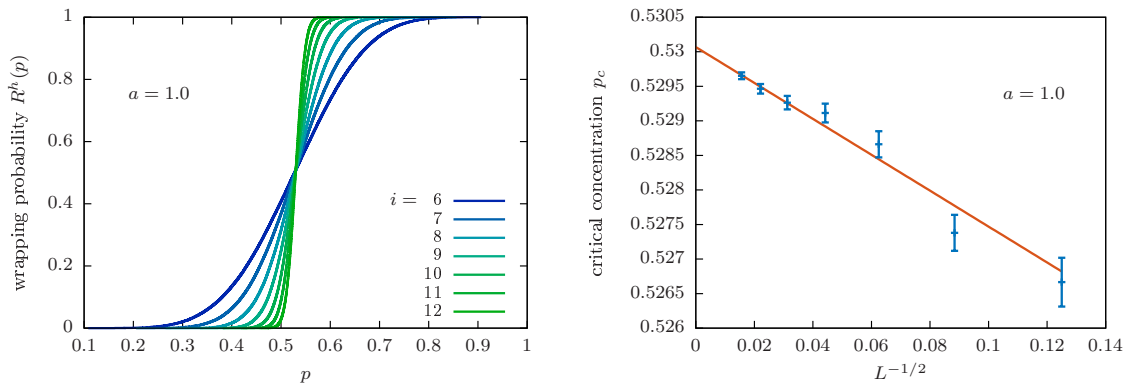 wrapping probability R^h(p)
1
0.8
0.6
0.4
0.2
0
0.1 0.2 0.3 0.4 0.5 0.6 0.7 0.8 0.9 1
p
a = 1.0
i = 6
7
8
9
10
11
12
critical concentration p_c
0.5305
0.53
0.5295
0.529
0.5285
0.528
0.5275
0.527
0.5265
0.526
0 0.02 0.04 0.06 0.08 0.1 0.12 0.14
L^{-1/2}
a = 1.0